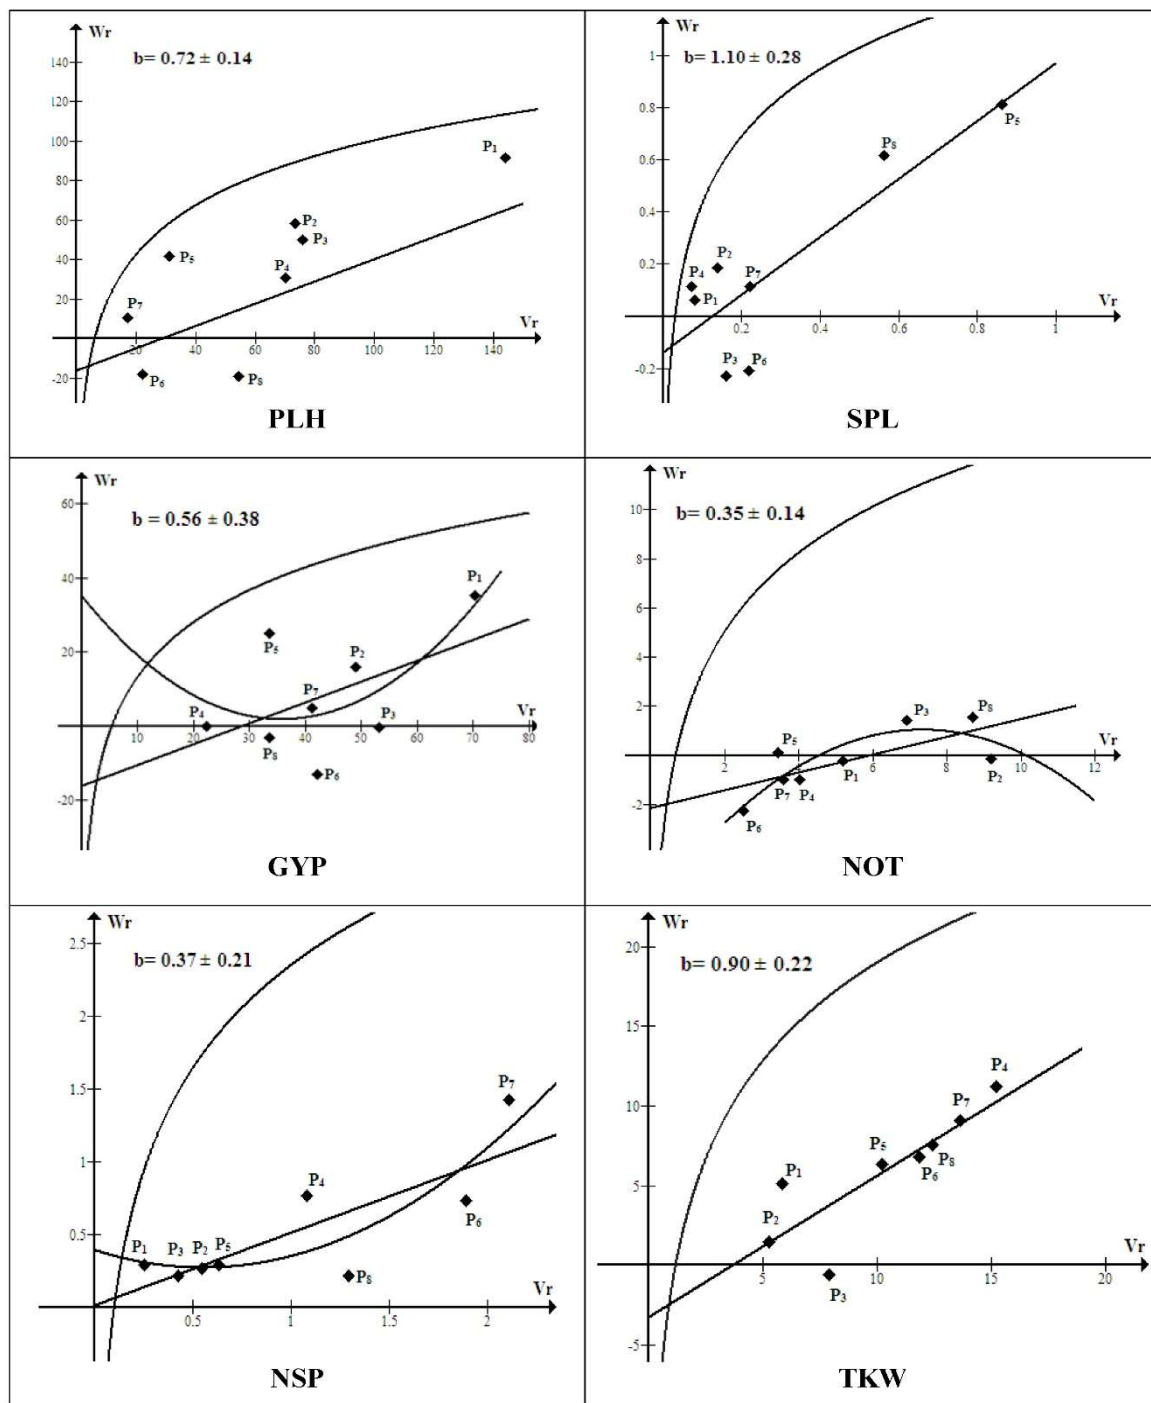 Wr
b= 0.72 ± 0.14
140
120
100
80
60
40
20
-20
20
40
60
80
100
120
140
Vr
P1
P2
P3
P4
P5
P7
P6
P8
PLH
Wr
b= 1.10 ± 0.28
1
0.8
0.6
0.4
0.2
-0.2
0.2
0.4
0.6
0.8
1
Vr
P5
P8
P2
P4
P7
P1
P3
P6
SPL
Wr
b = 0.56 ± 0.38
60
40
20
-20
10
20
30
40
50
60
70
80
Vr
P1
P5
P2
P7
P4
P3
P8
P6
GYP
Wr
b= 0.35 ± 0.14
10
8
6
4
2
-2
2
4
6
8
10
12
Vr
P3
P8
P5
P1
P2
P7
P4
P6
NOT
Wr
b= 0.37 ± 0.21
2.5
2
1.5
1
0.5
0.5
1
1.5
2
Vr
P7
P4
P6
P1
P3
P2
P5
P8
NSP
Wr
b= 0.90 ± 0.22
20
15
10
5
-5
5
10
15
20
Vr
P4
P7
P5
P1
P6
P8
P2
P3
TKW